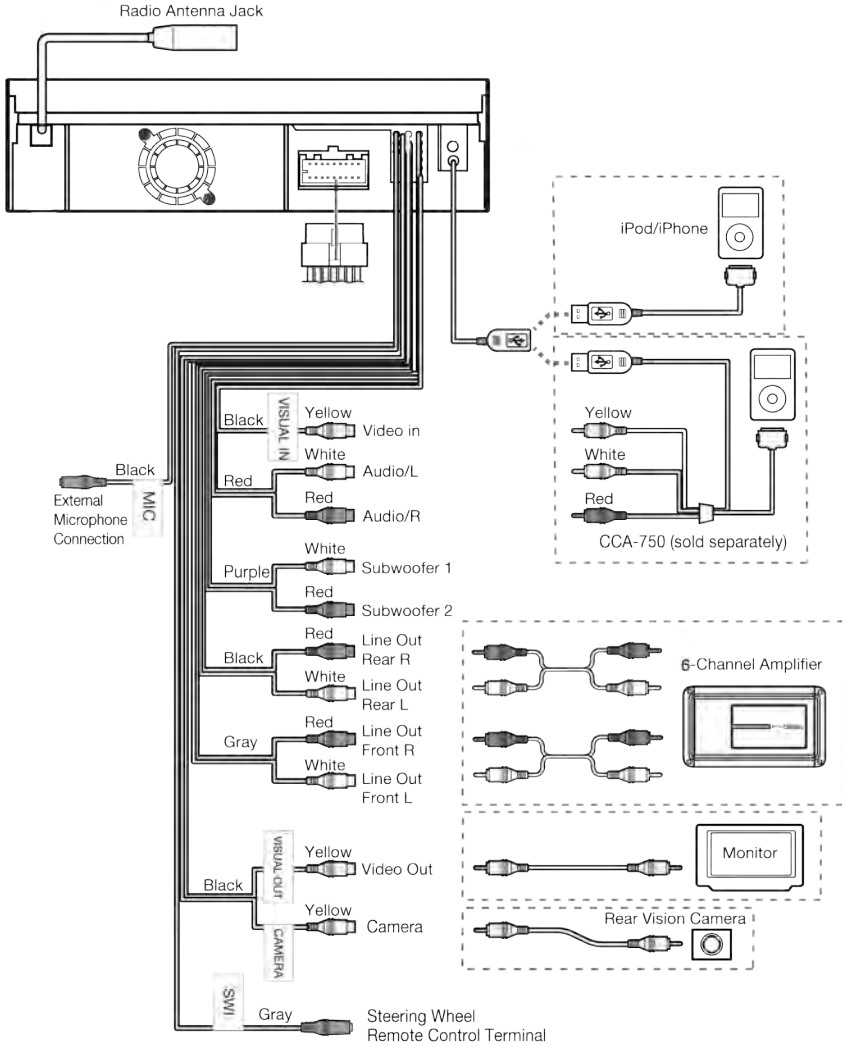 Radio Antenna Jack
iPod/iPhone
Black
VISUAL IN
Yellow
Video in
White
Audio/L
Red
Red
Audio/R
Black
MIC
External
Microphone
Connection
Yellow
White
Red
CCA-750 (sold separately)
Purple
White
Subwoofer 1
Red
Subwoofer 2
Black
Red
Line Out
Rear R
White
Line Out
Rear L
Gray
Red
Line Out
Front R
White
Line Out
Front L
6-Channel Amplifier
Black
VISUAL OUT
Yellow
Video Out
Monitor
CAMERA
Yellow
Camera
Rear Vision Camera
SWI
Gray
Steering Wheel
Remote Control Terminal